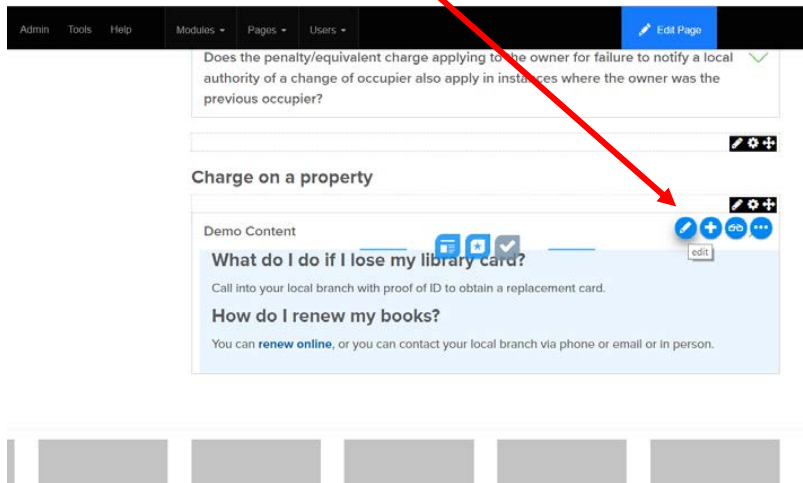 Admin Tools Help Modules Pages Users Edit Page
Does the penalty/equivalent charge applying to the owner for failure to notify a local
authority of a change of occupier also apply in instances where the owner was the
previous occupier?
Charge on a property
Demo Content
edit
What do I do if I lose my library card?
Call into your local branch with proof of ID to obtain a replacement card.
How do I renew my books?
You can renew online, or you can contact your local branch via phone or email or in person.